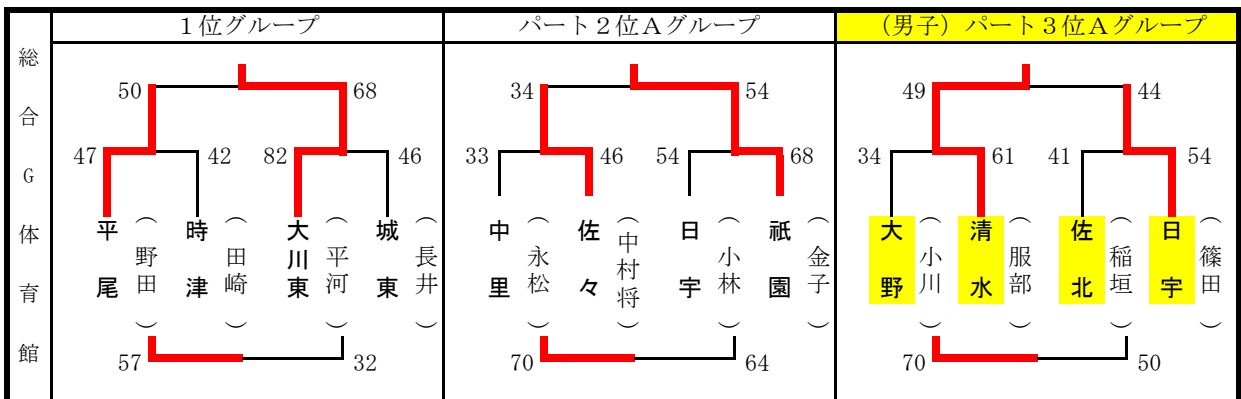 総合G体育館
1位グループ
50 68
47 42 82 46
平尾(野田)
時津(田崎)
大川東(平河)
城東(長井)
57 32
パート2位Aグループ
34 54
33 46 54 68
中里(永松)
佐々(中村将)
日宇(小林)
祇園(金子)
70 64
(男子)パート3位Aグループ
49 44
34 61 41 54
大野(小川)
清水(服部)
佐北(稲垣)
日宇(篠田)
70 50